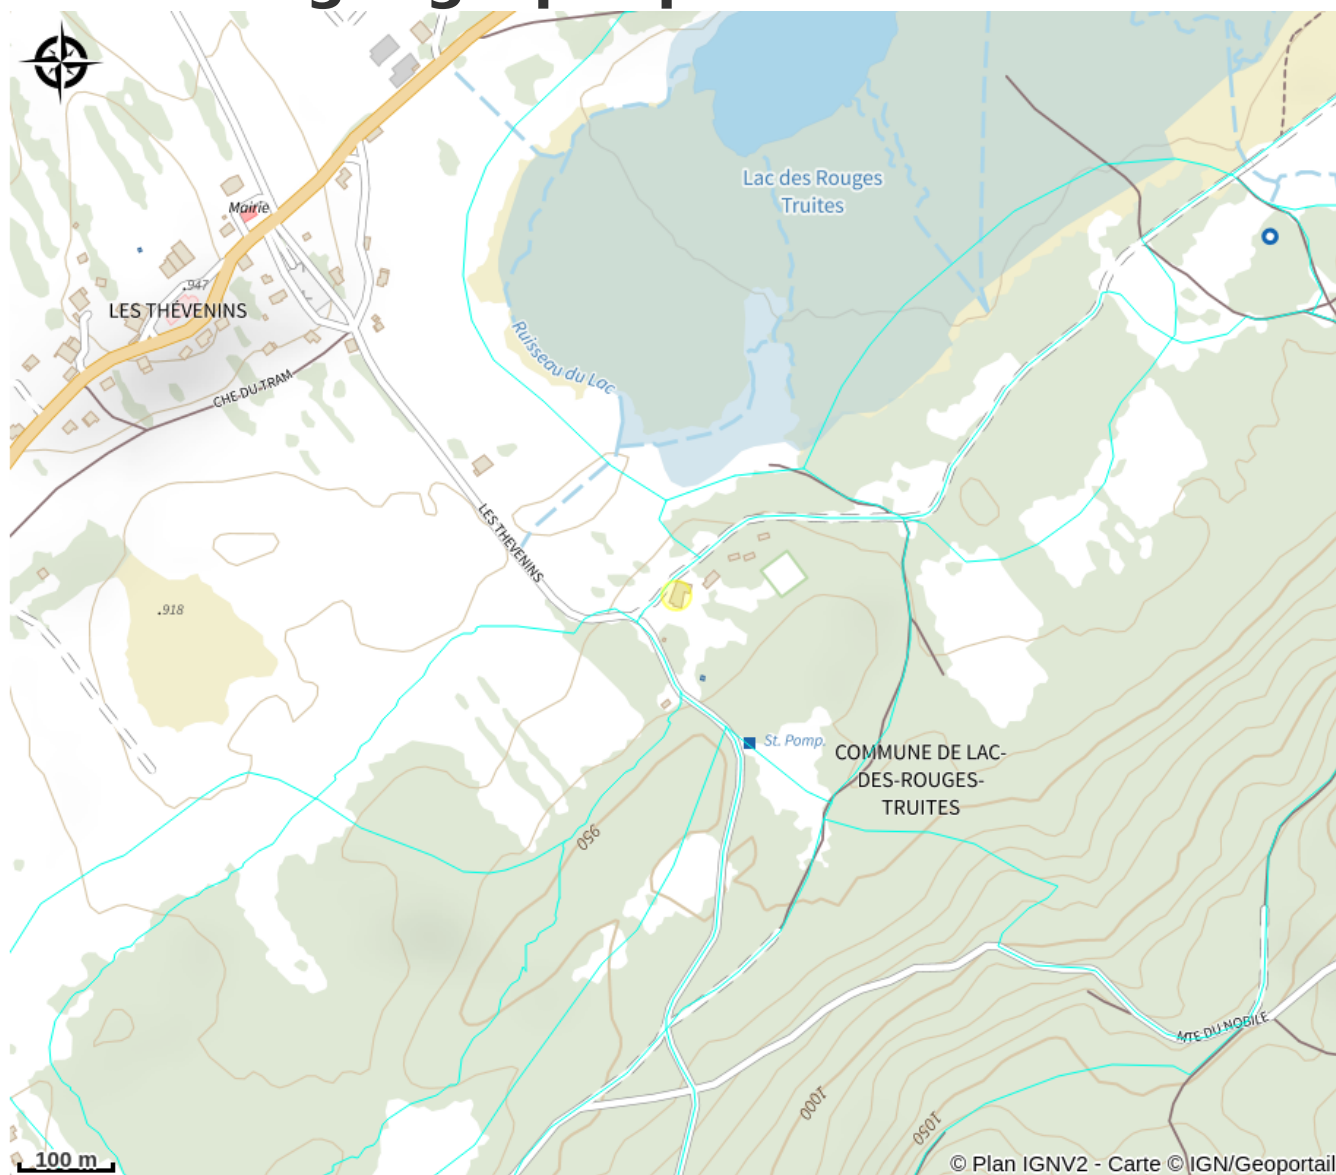 Lac des Rouges
Truites
Mairie
.947
LES THÉVENINS
Ruisseau du Lac
CHE DU TRAM
LES THEVENINS
.918
St. Pomp.
COMMUNE DE LAC-
DES-ROUGES-
TRUITES
950
MTE DU NOBILE
1000
1050
100 m
© Plan IGNV2 - Carte © IGN/Geoportail